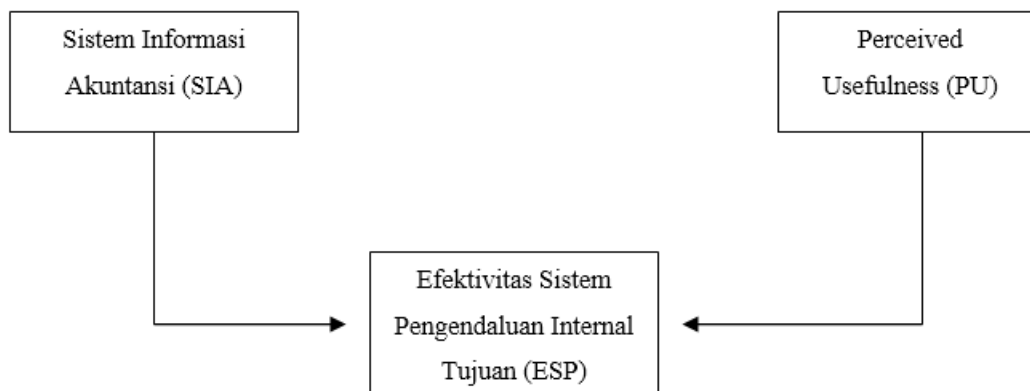 Sistem Informasi
Akuntansi (SIA)
Perceived
Usefulness (PU)
Efektivitas Sistem
Pengendaluan Internal
Tujuan (ESP)